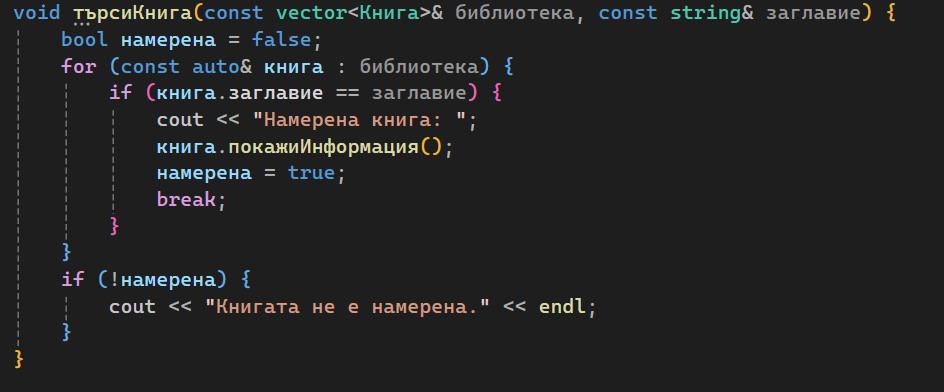 void търсиКнига(const vector<Книга>& библиотека, const string& заглавие) {
    bool намерена = false;
    for (const auto& книга : библиотека) {
        if (книга.заглавие == заглавие) {
            cout << "Намерена книга: ";
            книга.покажиИнформация();
            намерена = true;
            break;
        }
    }
    if (!намерена) {
        cout << "Книгата не е намерена." << endl;
    }
}